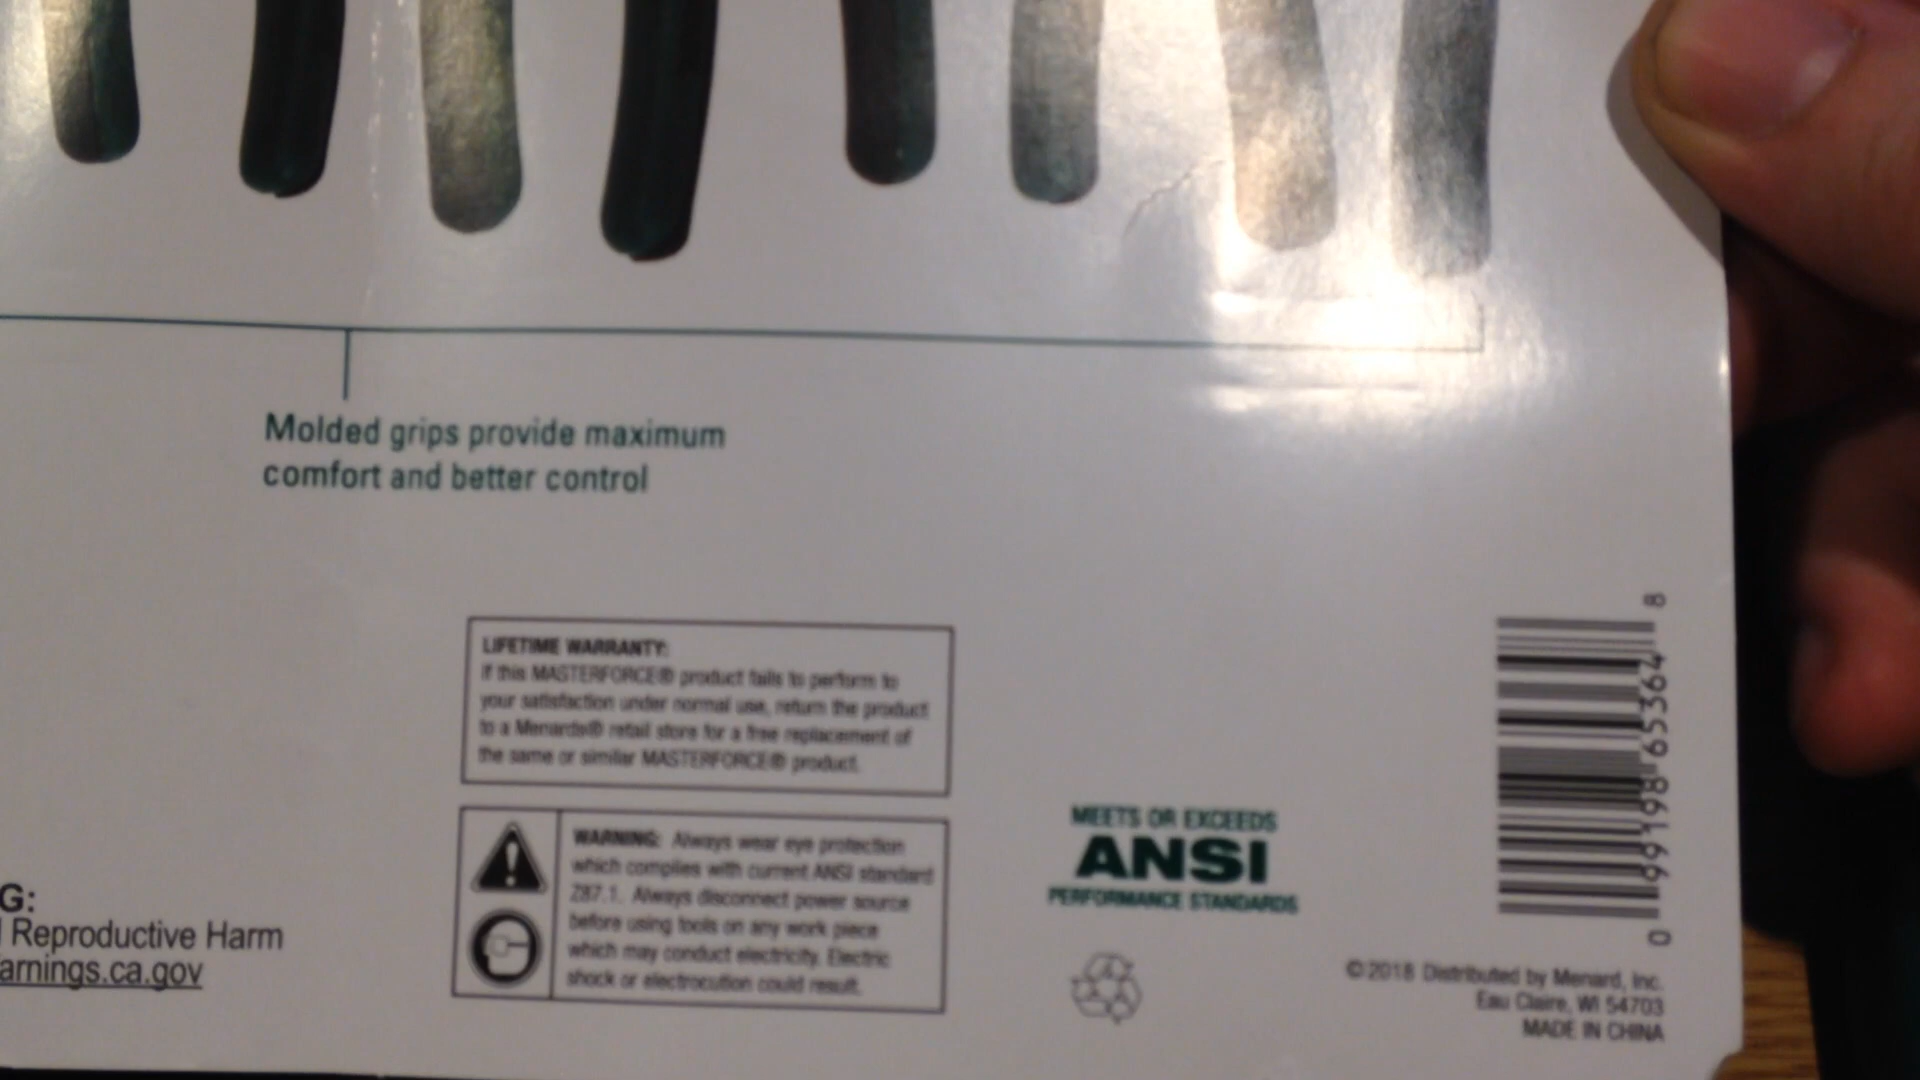 Molded grips provide maximum
comfort and better control
LIFETIME WARRANTY:
If this MASTERFORCE® product fails to perform to
your satisfaction under normal use, return the product
to a Menards® retail store for a free replacement of
the same or similar MASTERFORCE® product.
WARNING: Always wear eye protection
which complies with current ANSI standard
Z87.1. Always disconnect power source
before using tools on any work piece
which may conduct electricity. Electric
shock or electrocution could result.
G:
Reproductive Harm
arnings.ca.gov
MEETS OR EXCEEDS
ANSI
PERFORMANCE STANDARDS
0 99198 65364 8
©2018 Distributed by Menard, Inc.
Eau Claire, WI 54703
MADE IN CHINA